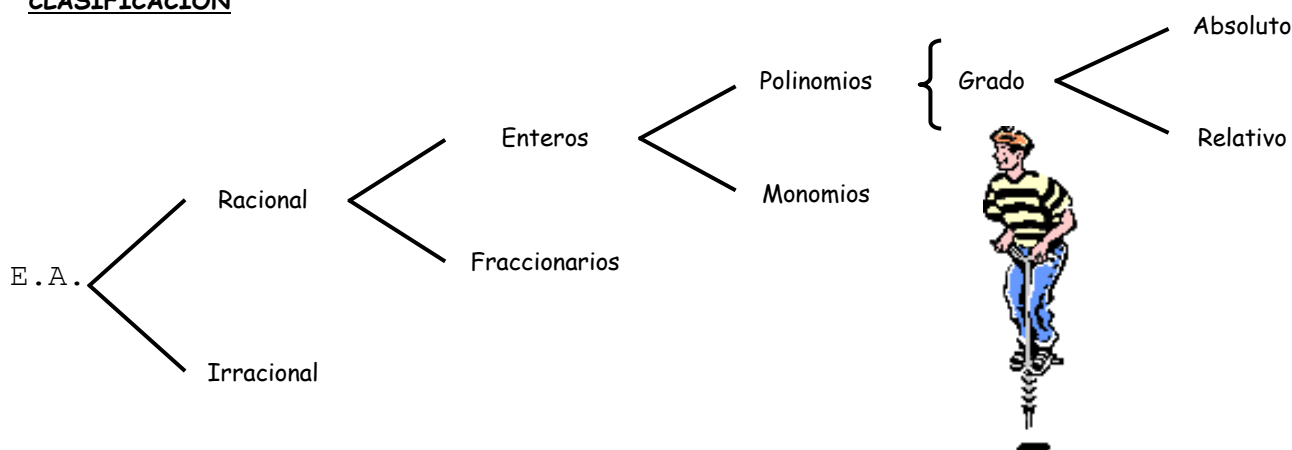 CLASIFICACIÓN
Absoluto
Polinomios
Grado
Enteros
Relativo
Racional
Monomios
Fraccionarios
E.A.
Irracional